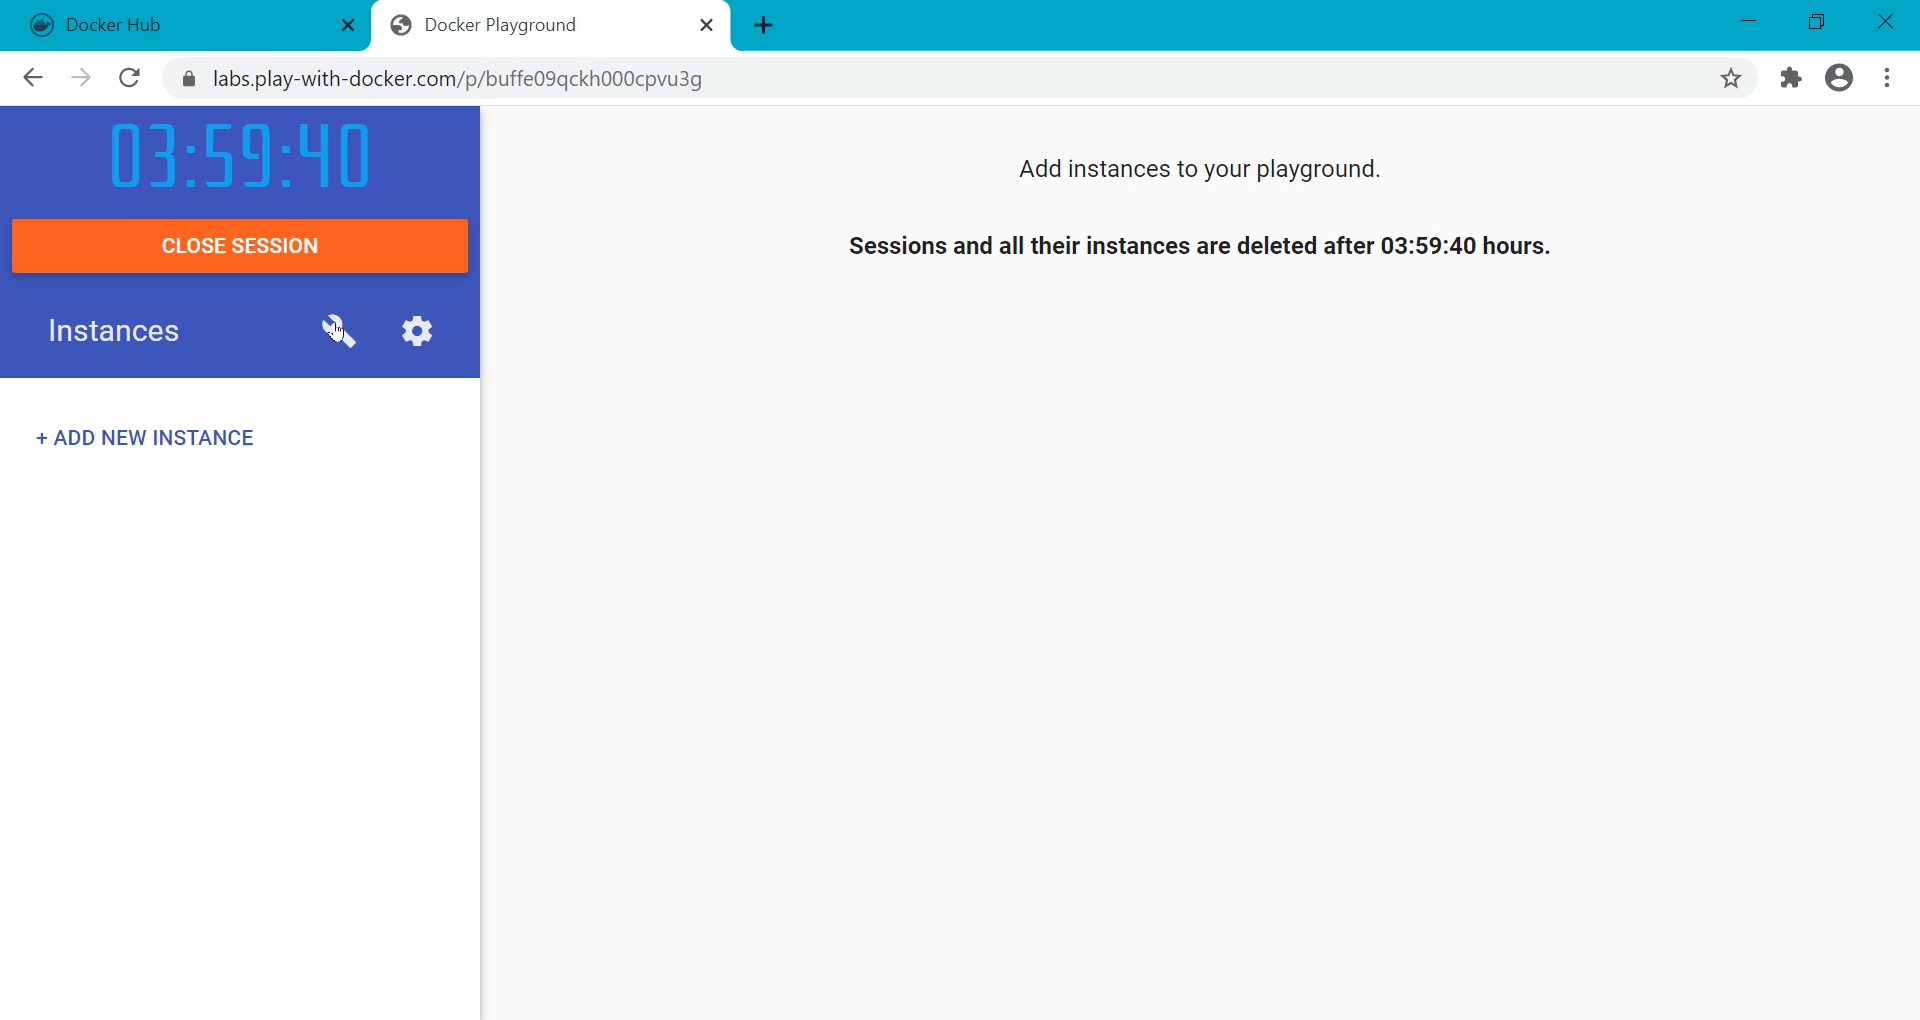 Docker Hub
Docker Playground
labs.play-with-docker.com/p/buffe09qckh000cpvu3g
03:59:40
CLOSE SESSION
Instances
+ ADD NEW INSTANCE
Add instances to your playground.
Sessions and all their instances are deleted after 03:59:40 hours.